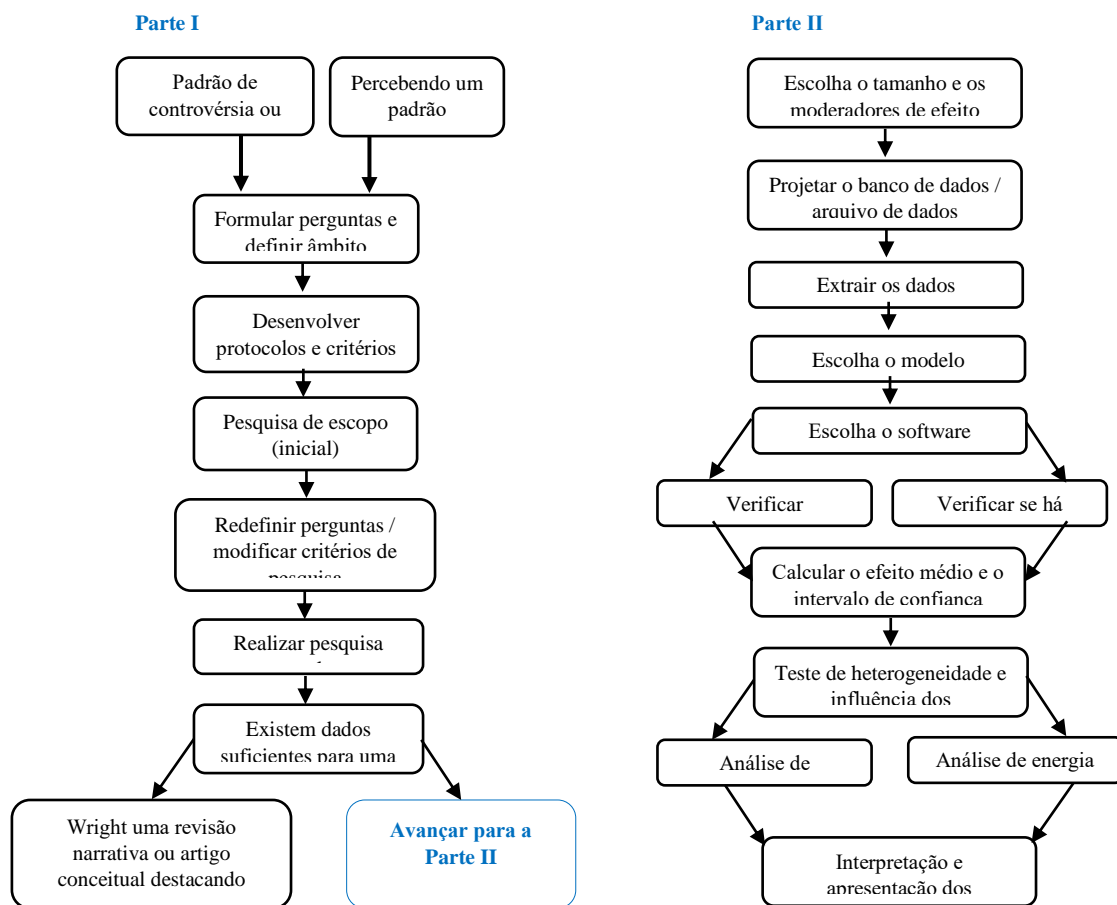 Parte I
Padrão de
controvérsia ou
Percebendo um
padrão
Formular perguntas e
definir âmbito
Desenvolver
protocolos e critérios
Pesquisa de escopo
(inicial)
Redefinir perguntas /
modificar critérios de
pesquisa
Realizar pesquisa
Existem dados
suficientes para uma
Wright uma revisão
narrativa ou artigo
conceitual destacando
Avançar para a
Parte II
Parte II
Escolha o tamanho e os
moderadores de efeito
Projetar o banco de dados /
arquivo de dados
Extrair os dados
Escolha o modelo
Escolha o software
Verificar
Verificar se há
Calcular o efeito médio e o
intervalo de confiança
Teste de heterogeneidade e
influência dos
Análise de
Análise de energia
Interpretação e
apresentação dos